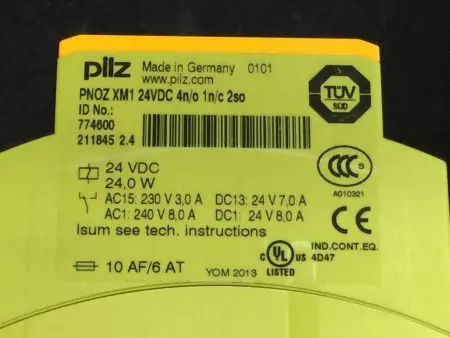 pilz Made in Germany 0101
www.pilz.com
PNOZ XM1 24VDC 4n/o 1n/c 2so
ID No.:
774600
211845 2.4
TÜV
SÜD
24 VDC
24,0 W
AC15: 230 V 3,0 A DC13: 24 V 7,0 A
AC1: 240 V 8,0 A DC1: 24 V 8,0 A
Isum see tech. instructions
CCC
A010321
CE
10 AF/6 AT
YOM 2013
C UL US
LISTED
IND.CONT.EQ.
4D47